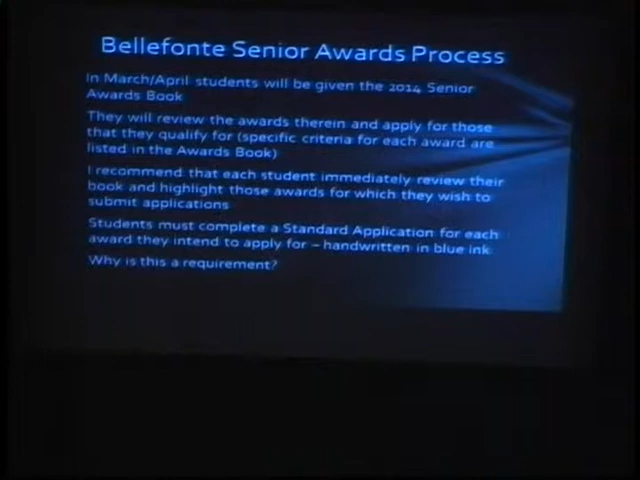 Bellefonte Senior Awards Process
In March/April students will be given the 2014 Senior
Awards Book
They will review the awards therein and apply for those
that they qualify for (specific criteria for each award are
listed in the Awards Book)
I recommend that each student immediately review their
book and highlight those awards for which they wish to
submit applications
Students must complete a Standard Application for each
award they intend to apply for – handwritten in blue ink
Why is this a requirement?